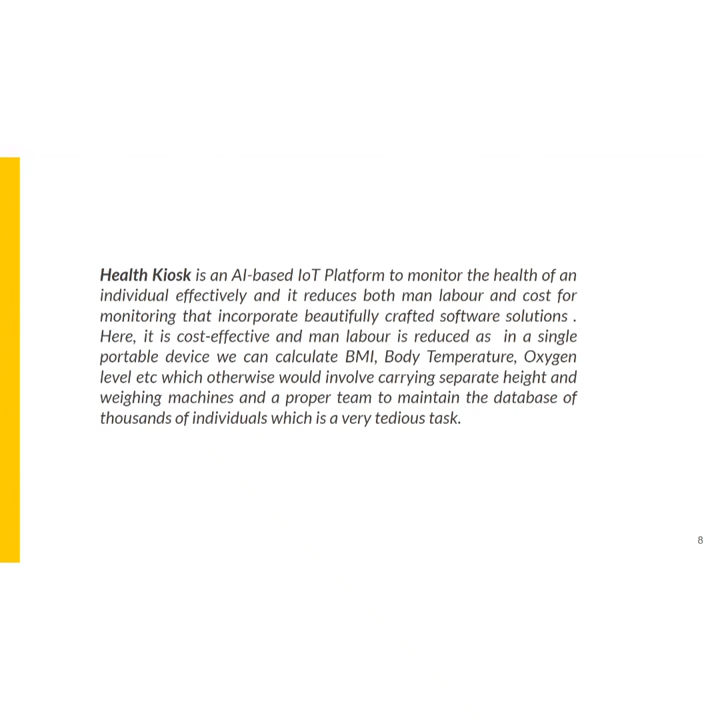 Health Kiosk is an AI-based IoT Platform to monitor the health of an
individual effectively and it reduces both man labour and cost for
monitoring that incorporate beautifully crafted software solutions .
Here, it is cost-effective and man labour is reduced as  in a single
portable device we can calculate BMI, Body Temperature, Oxygen
level etc which otherwise would involve carrying separate height and
weighing machines and a proper team to maintain the database of
thousands of individuals which is a very tedious task.
8